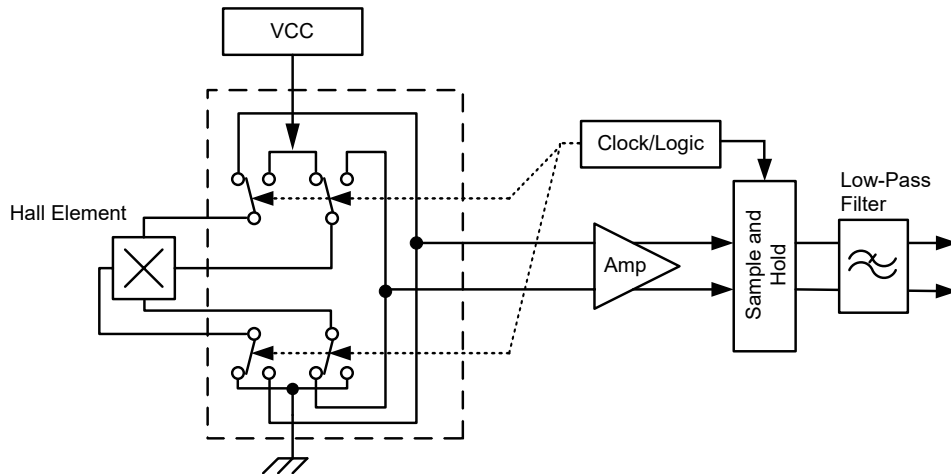 VCC
Clock/Logic
Low-Pass
Filter
Hall Element
Amp
Sample and
Hold